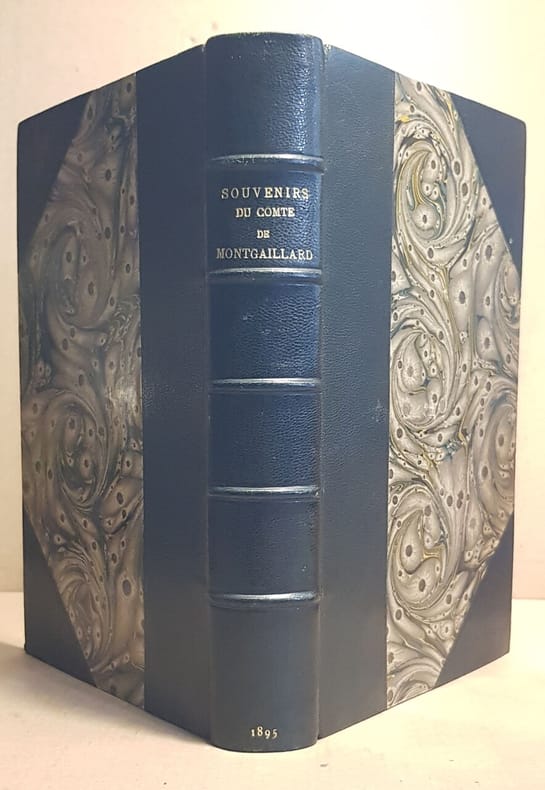 SOUVENIRS
DU COMTE
DE
MONTGAILLARD
1895